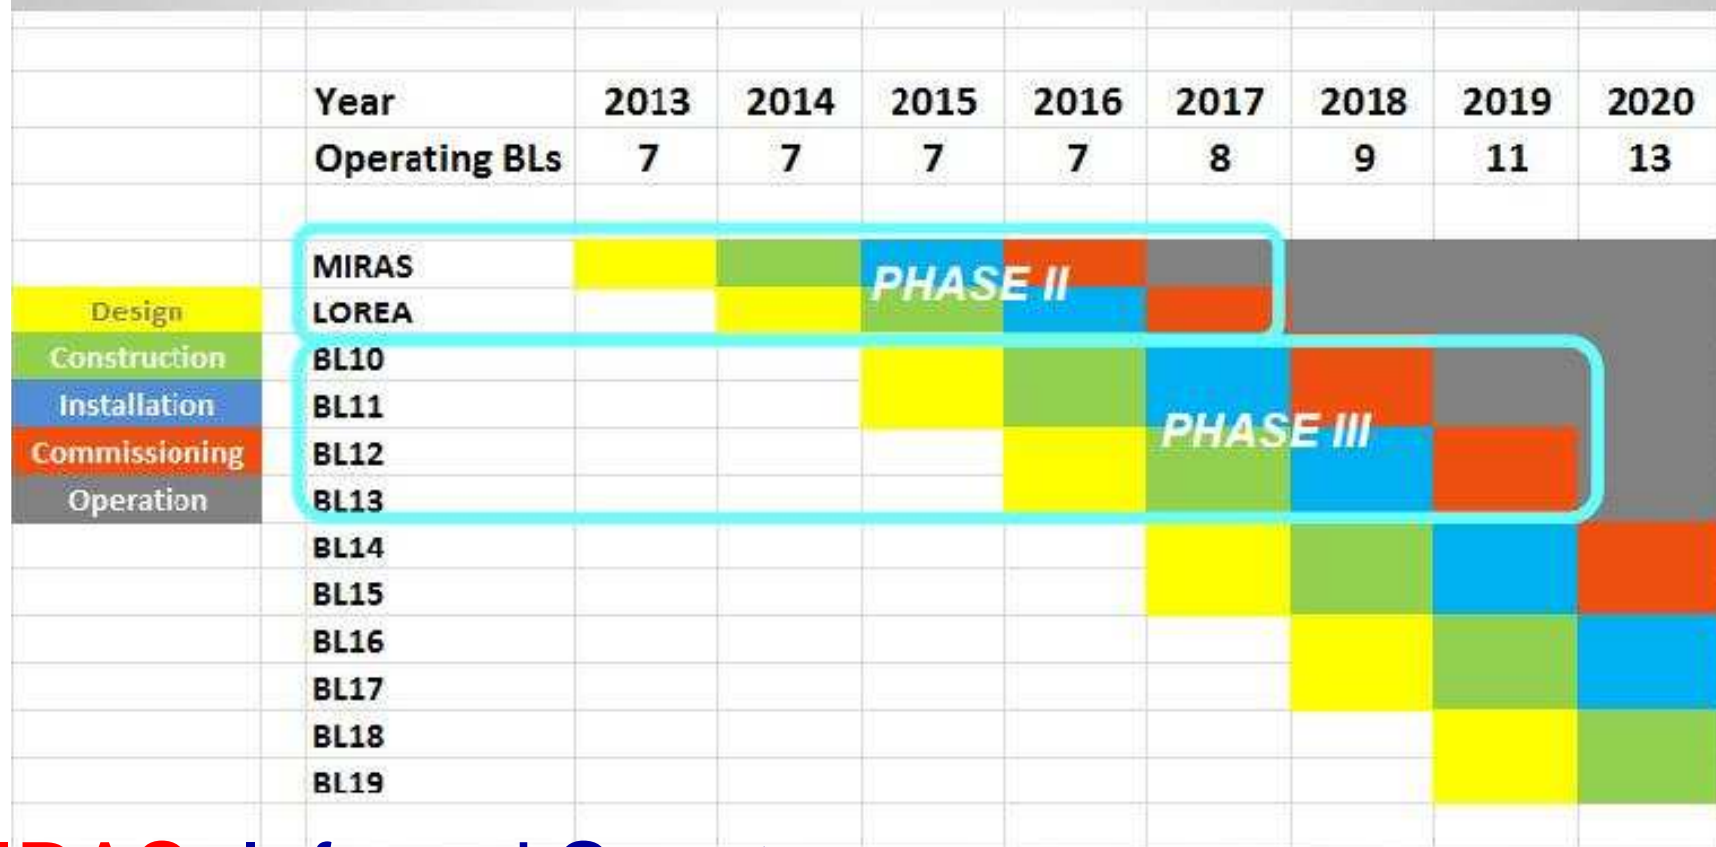 Year 2013 2014 2015 2016 2017 2018 2019 2020
Operating BLs 7 7 7 7 8 9 11 13
MIRAS
PHASE II
Design LOREA
Construction BL10
Installation BL11
PHASE III
Commissioning BL12
Operation BL13
BL14
BL15
BL16
BL17
BL18
BL19